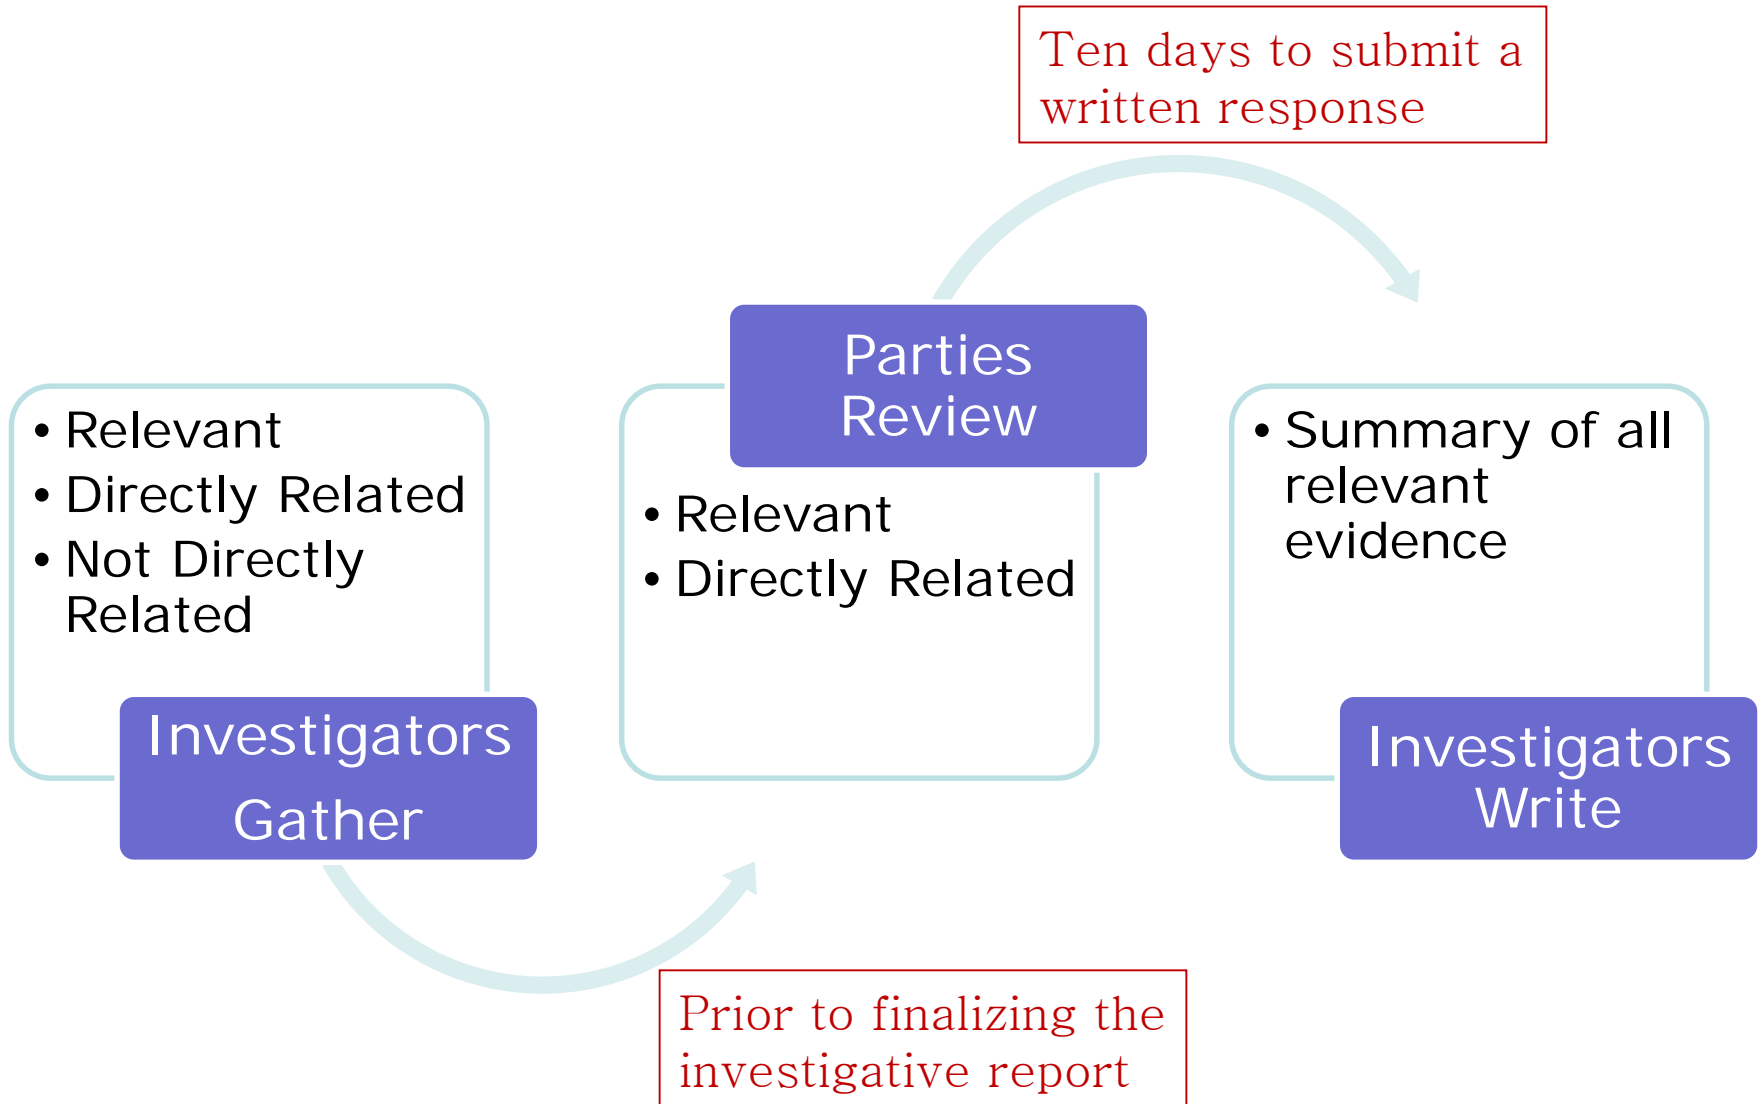 Ten days to submit a
written response
• Relevant
• Directly Related
• Not Directly
Related
Investigators
Gather
Parties
Review
• Relevant
• Directly Related
• Summary of all
relevant
evidence
Investigators
Write
Prior to finalizing the
investigative report